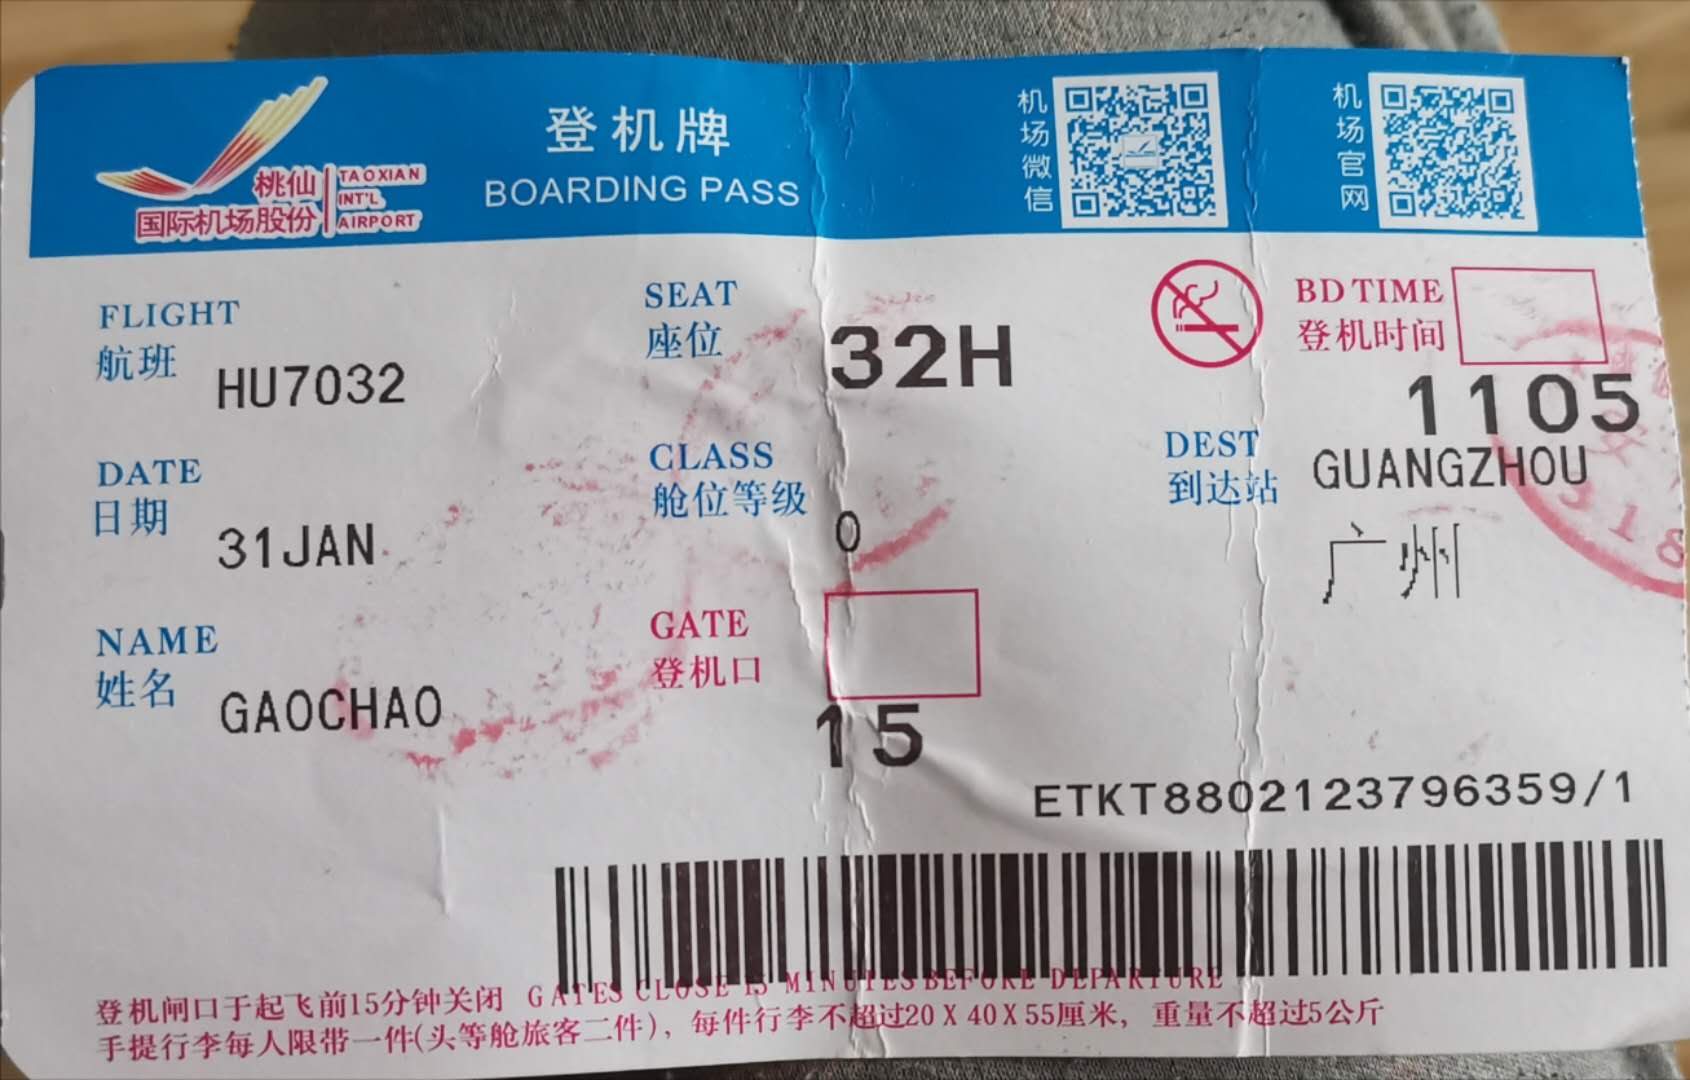 桃仙 TAOXIAN
国际机场股份 INT'L AIRPORT
登机牌
BOARDING PASS
机场微信
机场官网
FLIGHT
航班 HU7032
SEAT
座位 32H
BD TIME
登机时间
1105
DATE
日期 31JAN
CLASS
舱位等级
DEST
到达站 GUANGZHOU
广州
NAME
姓名 GAOCHAO
GATE
登机口
15
ETKT8802123796359/1
登机闸口于起飞前15分钟关闭 GATES CLOSE 15 MINUTES BEFORE DEPARTURE
手提行李每人限带一件(头等舱旅客二件)，每件行李不超过20 X 40 X 55厘米，重量不超过5公斤